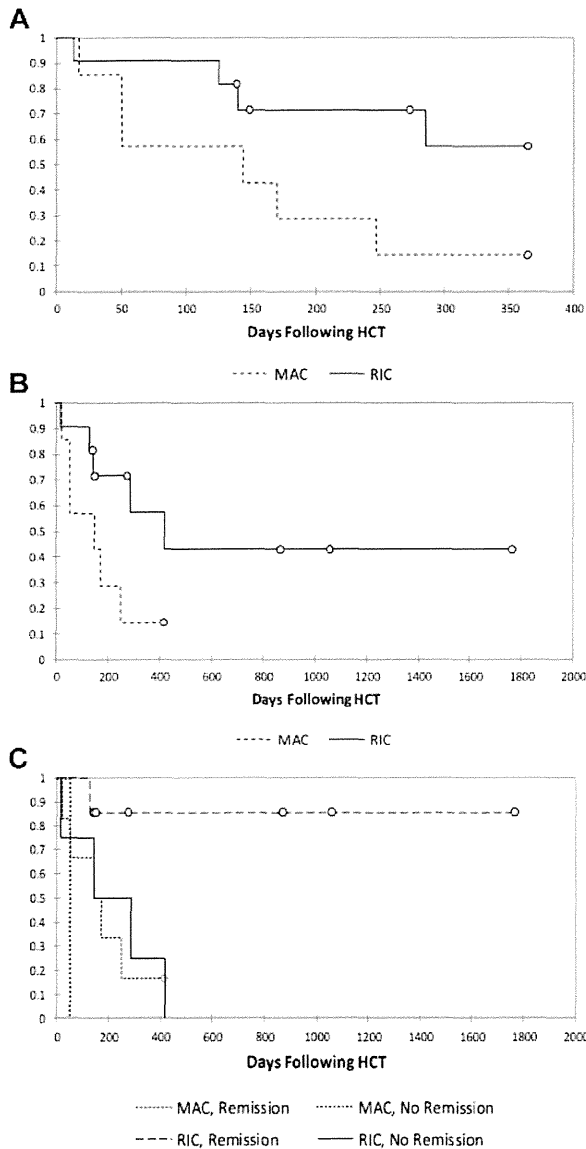 A
1
0.9
0.8
0.7
0.6
0.5
0.4
0.3
0.2
0.1
0
0 50 100 150 200 250 300 350 400
Days Following HCT
MAC RIC
B
1
0.9
0.8
0.7
0.6
0.5
0.4
0.3
0.2
0.1
0
0 200 400 600 800 1000 1200 1400 1600 1800 2000
Days Following HCT
MAC RIC
C
1
0.9
0.8
0.7
0.6
0.5
0.4
0.3
0.2
0.1
0
0 200 400 600 800 1000 1200 1400 1600 1800 2000
Days Following HCT
MAC, Remission MAC, No Remission
RIC, Remission RIC, No Remission